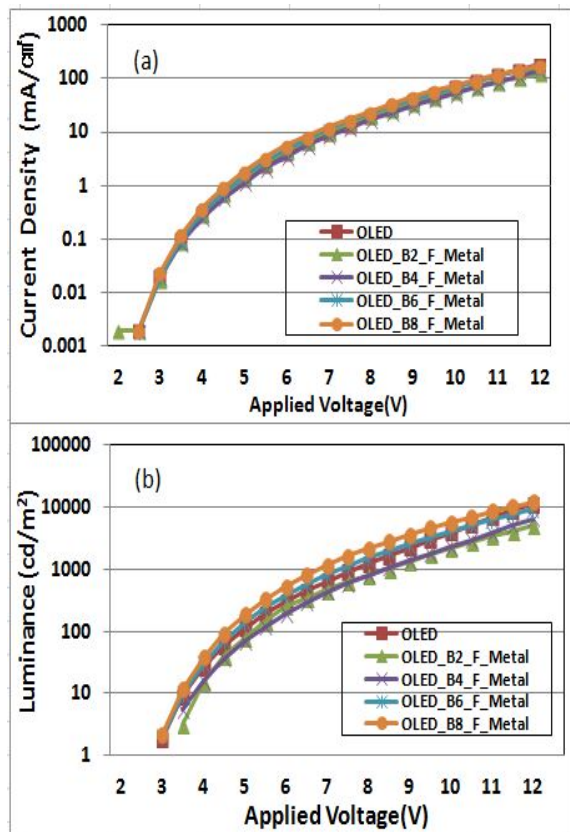 (a)
Current Density (mA/㎠)
1000
100
10
1
0.1
0.01
0.001
OLED
OLED_B2_F_Metal
OLED_B4_F_Metal
OLED_B6_F_Metal
OLED_B8_F_Metal
2 3 4 5 6 7 8 9 10 11 12
Applied Voltage(V)
(b)
Luminance (cd/m²)
100000
10000
1000
100
10
1
OLED
OLED_B2_F_Metal
OLED_B4_F_Metal
OLED_B6_F_Metal
OLED_B8_F_Metal
2 3 4 5 6 7 8 9 10 11 12
Applied Voltage(V)